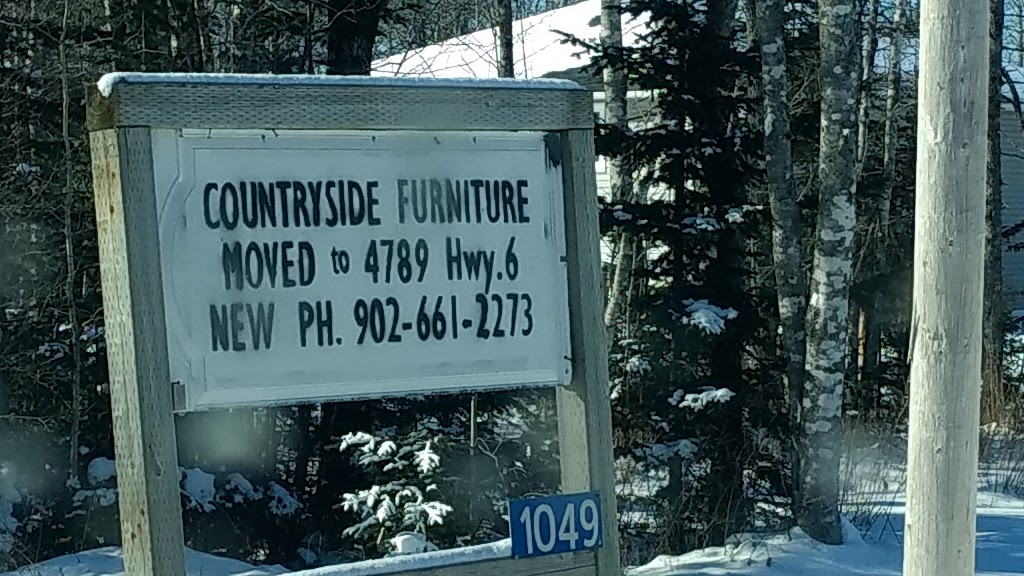 COUNTRYSIDE FURNITURE
MOVED to 4789 Hwy.6
NEW PH. 902-661-2273
1049